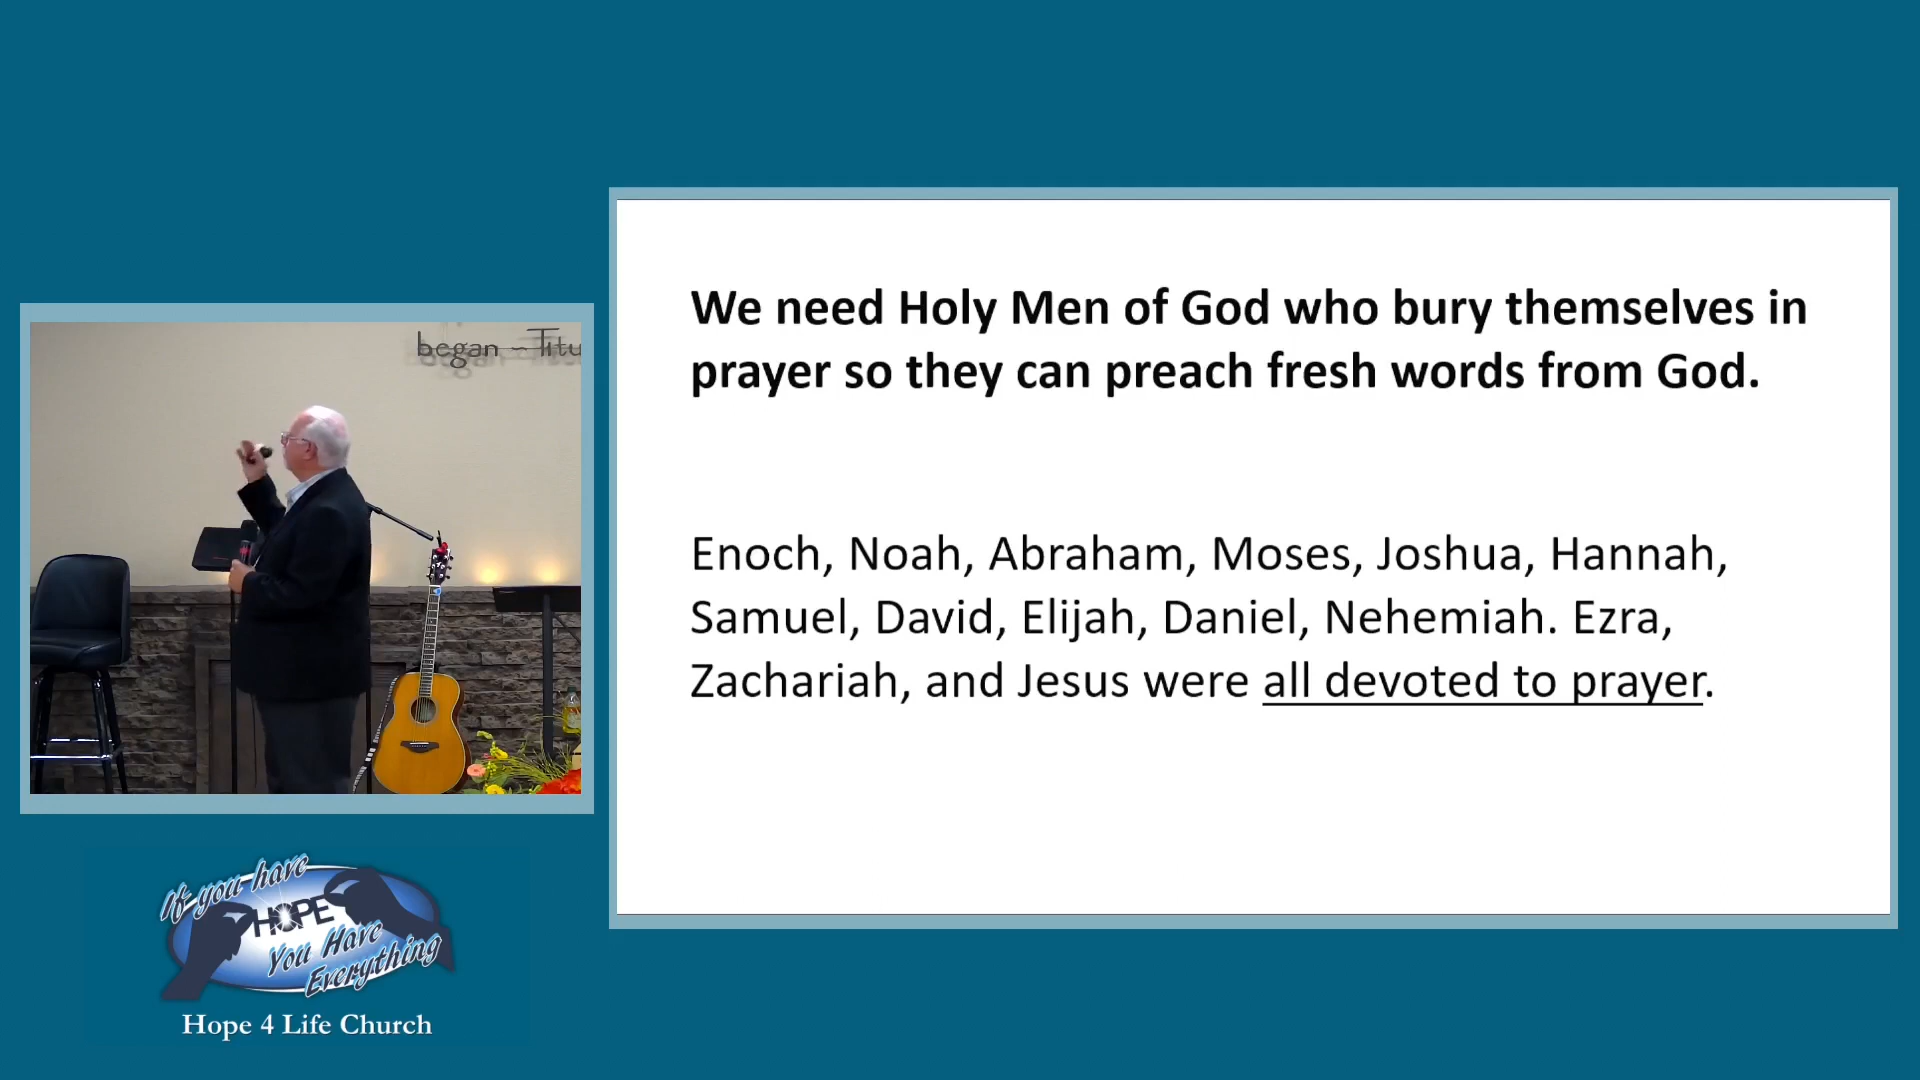 We need Holy Men of God who bury themselves in
prayer so they can preach fresh words from God.
Enoch, Noah, Abraham, Moses, Joshua, Hannah,
Samuel, David, Elijah, Daniel, Nehemiah. Ezra,
Zachariah, and Jesus were all devoted to prayer.
began ~ Titu
If you have
HOPE
You Have
Everything
Hope 4 Life Church